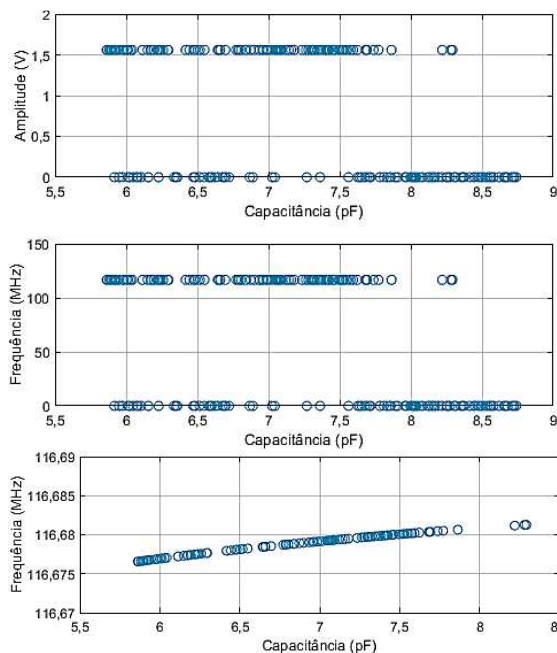 2
1,5
1
0,5
0
Amplitude (V)
5,5 6 6,5 7 7,5 8 8,5 9
Capacitância (pF)
150
100
50
0
Frequência (MHz)
5,5 6 6,5 7 7,5 8 8,5 9
Capacitância (pF)
116,69
116,685
116,68
116,675
116,67
Frequência (MHz)
5,5 6 6,5 7 7,5 8 8
Capacitância (pF)